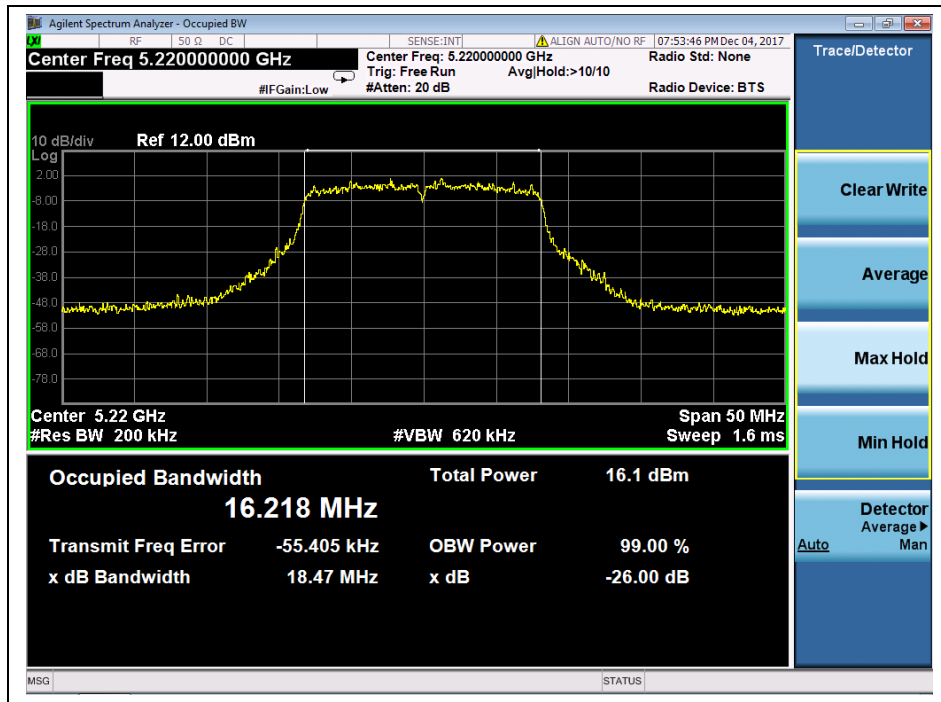 Agilent Spectrum Analyzer - Occupied BW
LXI RF 50 Ω DC SENSE:INT ALIGN AUTO/NO RF 07:53:46 PM Dec 04, 2017
Center Freq 5.220000000 GHz
Center Freq: 5.220000000 GHz Radio Std: None
Trig: Free Run Avg|Hold:>10/10
#IFGain:Low #Atten: 20 dB Radio Device: BTS
10 dB/div Ref 12.00 dBm
Log
2.00
-8.00
-18.0
-28.0
-38.0
-48.0
-58.0
-68.0
-78.0
Center 5.22 GHz Span 50 MHz
#Res BW 200 kHz #VBW 620 kHz Sweep 1.6 ms
Occupied Bandwidth Total Power 16.1 dBm
16.218 MHz
Transmit Freq Error -55.405 kHz OBW Power 99.00 %
x dB Bandwidth 18.47 MHz x dB -26.00 dB
MSG STATUS
Trace/Detector
Clear Write
Average
Max Hold
Min Hold
Detector
Average▶
Auto Man